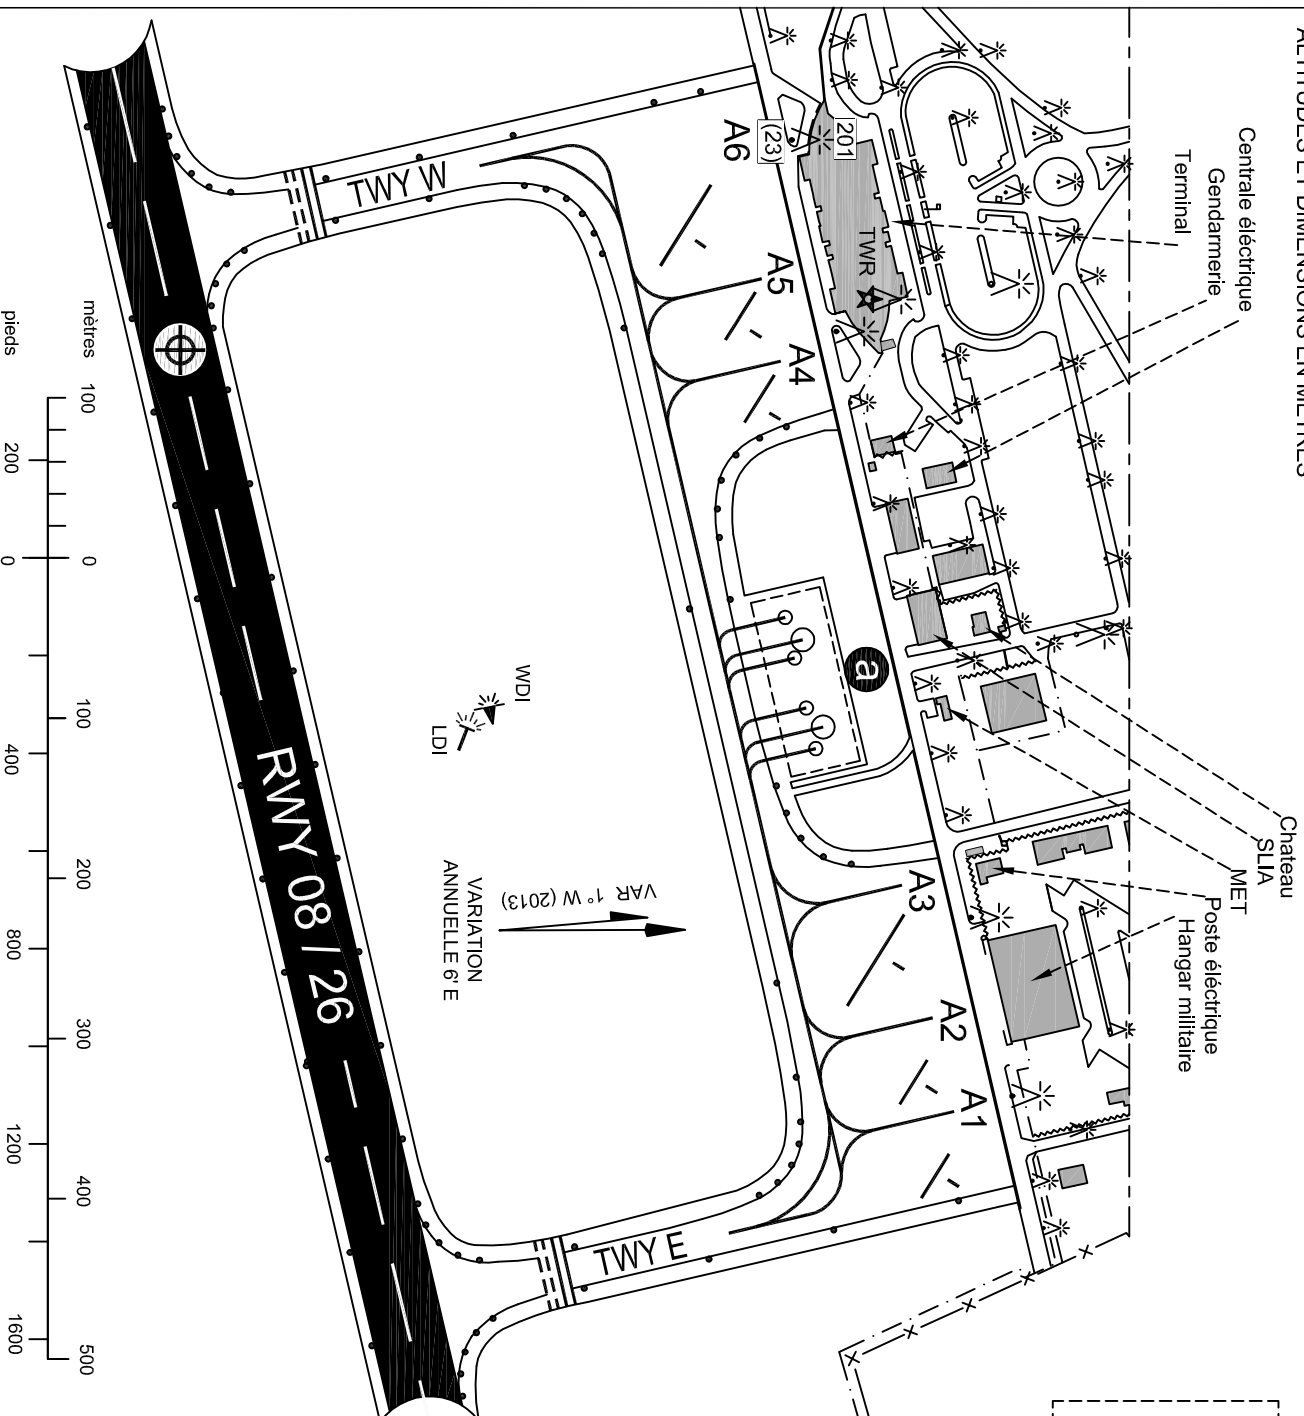 ALTITUDES ET DIMENSIONS EN METRES
Centrale éléctrique
Gendarmerie
Terminal
Chateau
SLIA
MET
Poste éléctrique
Hangar militaire
201
(23)
TWR
A6
A5
A4
a
A3
A2
A1
TWY W
TWY E
WDI
LDI
VAR 1° W (2013)
VARIATION
ANNUELLE 6' E
RWY 08 / 26
mètres 100 0 100 200 300 400 500
pieds 200 0 400 800 1200 1600